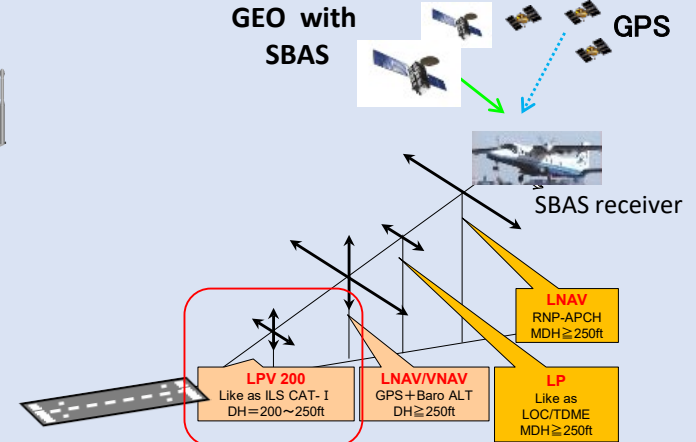 GEO with
SBAS
GPS
SBAS receiver
LNAV
RNP-APCH
MDH≧250ft
LPV 200
Like as ILS CAT-Ⅰ
DH=200~250ft
LNAV/VNAV
GPS+Baro ALT
DH≧250ft
LP
Like as
LOC/TDME
MDH≧250ft